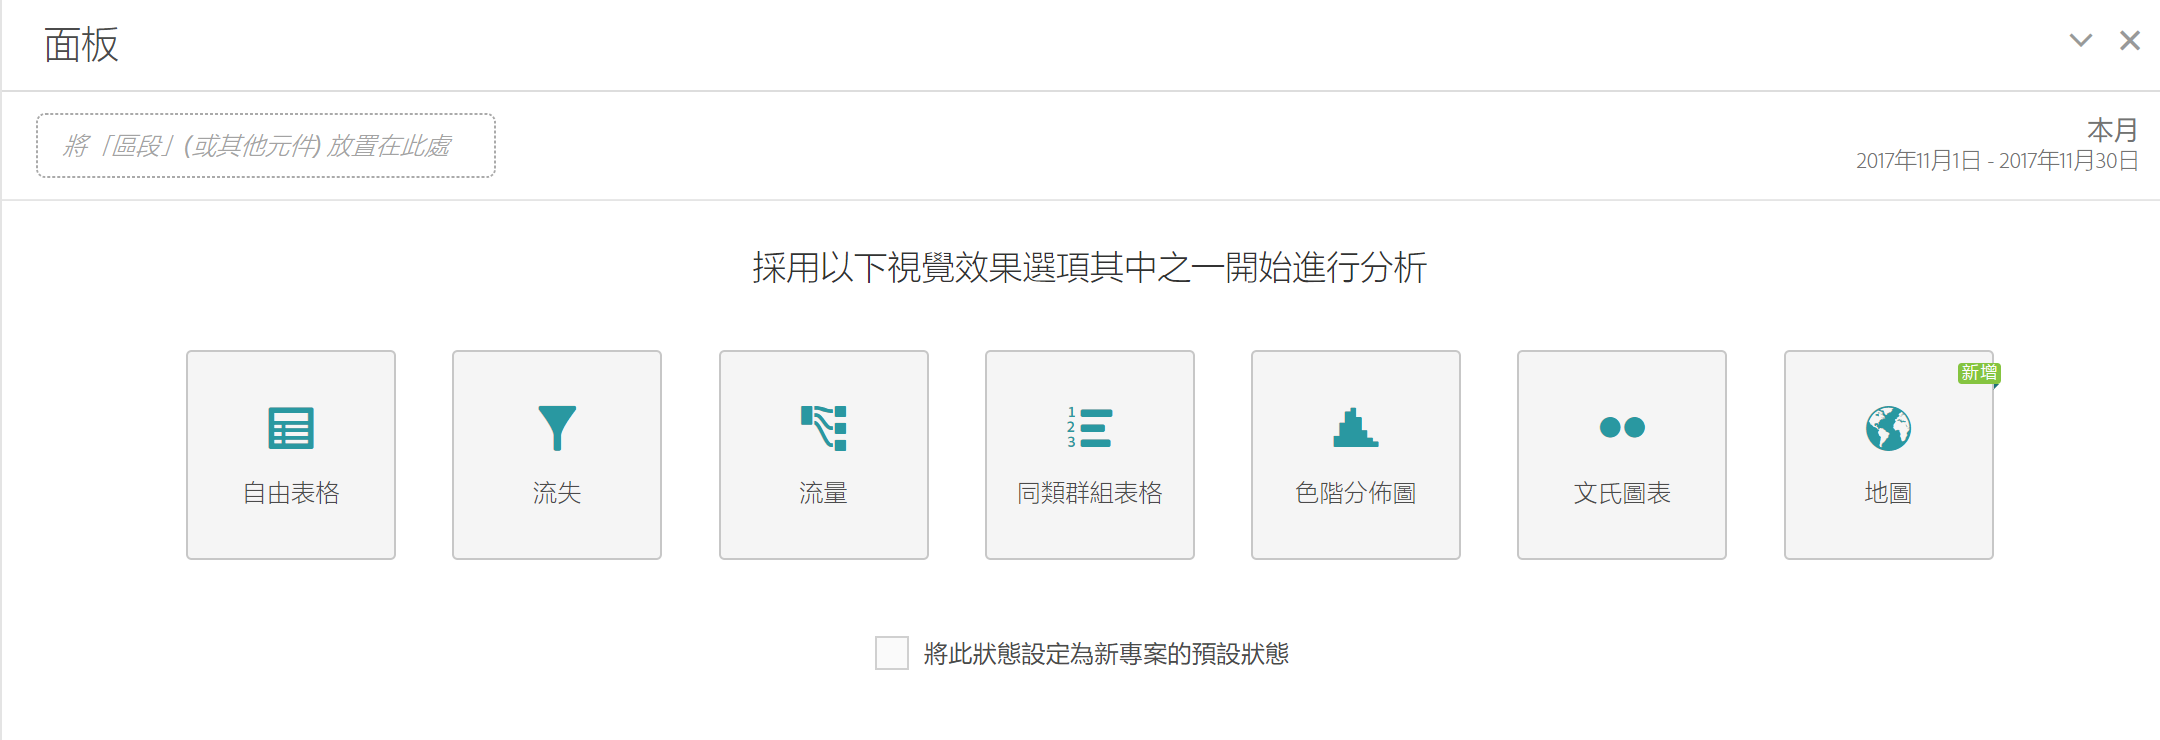 面板
將「區段」(或其他元件) 放置在此處
本月
2017年11月1日 - 2017年11月30日
採用以下視覺效果選項其中之一開始進行分析
新增
1
2
3
自由表格
流失
流量
同類群組表格
色階分佈圖
文氏圖表
地圖
將此狀態設定為新專案的預設狀態